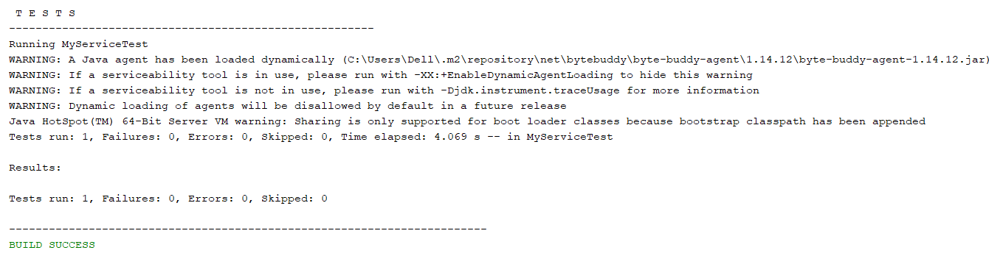 T E S T S
-------------------------------------------------------
Running MyServiceTest
WARNING: A Java agent has been loaded dynamically (C:\Users\Dell\.m2\repository\net\bytebuddy\byte-buddy-agent\1.14.12\byte-buddy-agent-1.14.12.jar)
WARNING: If a serviceability tool is in use, please run with -XX:+EnableDynamicAgentLoading to hide this warning
WARNING: If a serviceability tool is not in use, please run with -Djdk.instrument.traceUsage for more information
WARNING: Dynamic loading of agents will be disallowed by default in a future release
Java HotSpot(TM) 64-Bit Server VM warning: Sharing is only supported for boot loader classes because bootstrap classpath has been appended
Tests run: 1, Failures: 0, Errors: 0, Skipped: 0, Time elapsed: 4.069 s -- in MyServiceTest
Results:
Tests run: 1, Failures: 0, Errors: 0, Skipped: 0
------------------------------------------------------------------------
BUILD SUCCESS